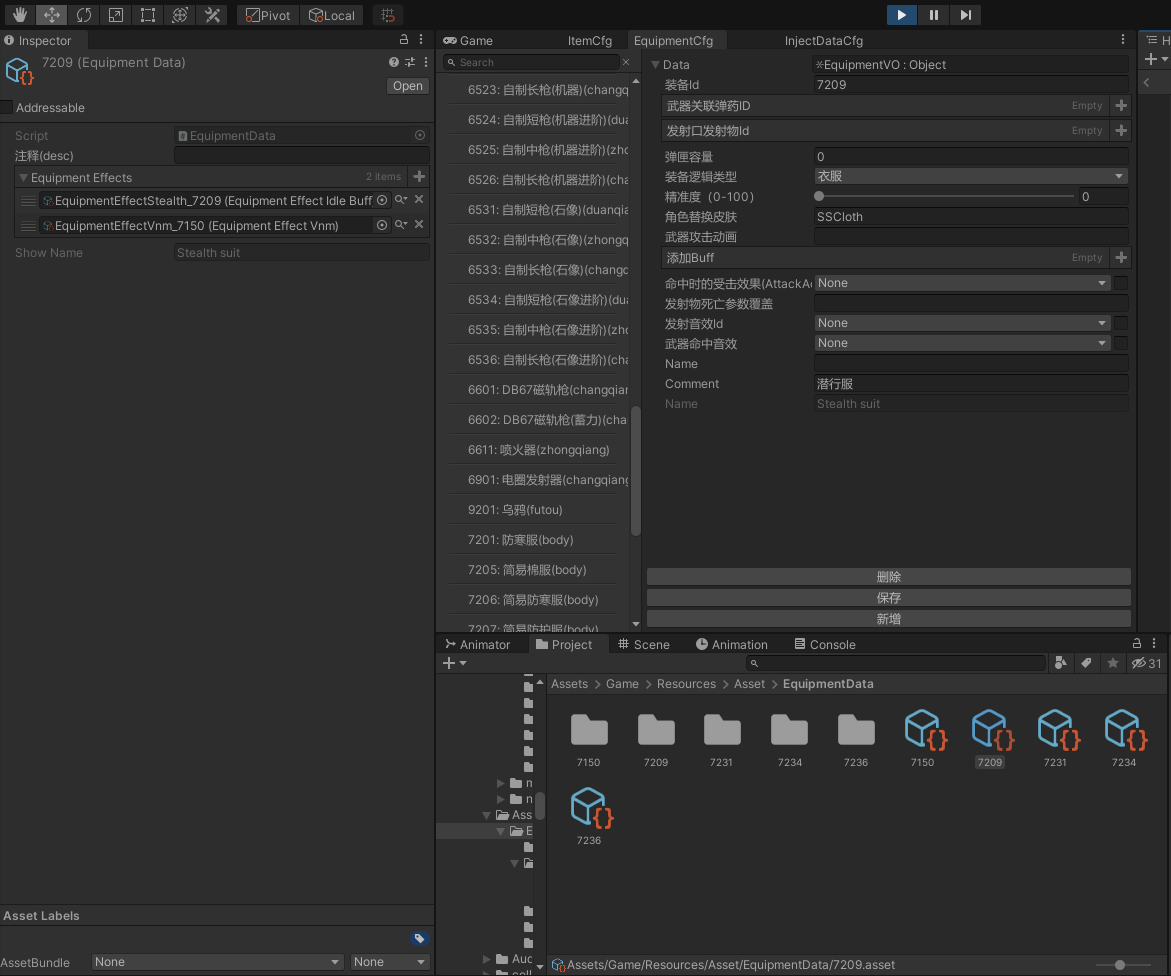 Pivot
Local
Inspector
7209 (Equipment Data)
Open
Addressable
Script
EquipmentData
注释(desc)
Equipment Effects
2 items
EquipmentEffectStealth_7209 (Equipment Effect Idle Buff
EquipmentEffectVnm_7150 (Equipment Effect Vnm)
Show Name
Stealth suit
Asset Labels
AssetBundle
None
None
Game
ItemCfg
EquipmentCfg
InjectDataCfg
H
Search
6523: 自制长枪(机器)(changq
6524: 自制短枪(机器进阶)(dua
6525: 自制中枪(机器进阶)(zho
6526: 自制长枪(机器进阶)(cha
6531: 自制短枪(石像)(duanqia
6532: 自制中枪(石像)(zhongq
6533: 自制长枪(石像)(changq
6534: 自制短枪(石像进阶)(dua
6535: 自制中枪(石像进阶)(zho
6536: 自制长枪(石像进阶)(cha
6601: DB67磁轨枪(changqiar
6602: DB67磁轨枪(蓄力)(cha
6611: 喷火器(zhongqiang)
6901: 电圈发射器(changqiang
9201: 乌鸦(futou)
7201: 防寒服(body)
7205: 简易棉服(body)
7206: 简易防寒服(body)
7207: 简易防护服(body)
Data
※EquipmentVO : Object
装备Id
7209
武器关联弹药ID
Empty
发射口发射物Id
Empty
弹匣容量
0
装备逻辑类型
衣服
精准度（0-100）
0
角色替换皮肤
SSCloth
武器攻击动画
添加Buff
Empty
命中时的受击效果(AttackAc
None
发射物死亡参数覆盖
发射音效Id
None
武器命中音效
None
Name
Comment
潜行服
Name
Stealth suit
删除
保存
新增
Animator
Project
Scene
Animation
Console
31
n
n
Ass
E
Auc
coll
Assets > Game > Resources > Asset > EquipmentData
7150
7209
7231
7234
7236
7150
7209
7231
7234
7236
Assets/Game/Resources/Asset/EquipmentData/7209.asset